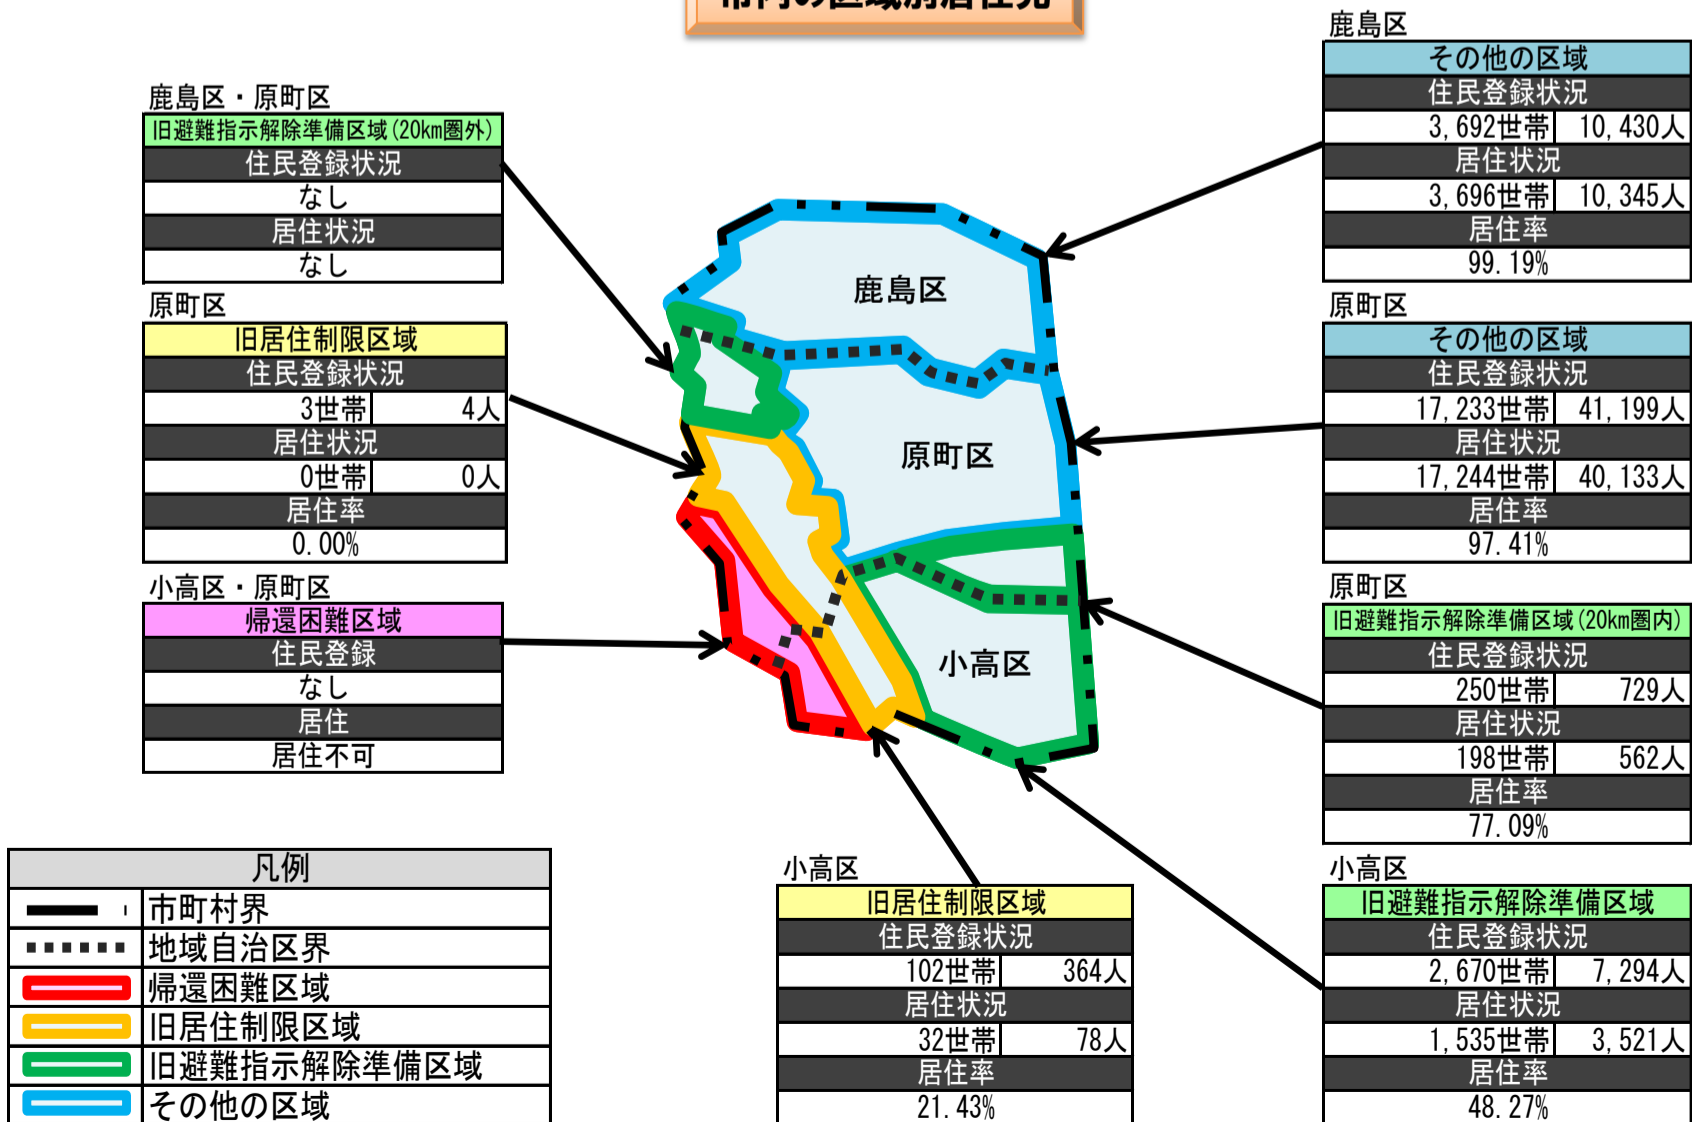 市内の区域別居住
鹿島区・原町区
旧避難指示解除準備区域(20km圏外)
住民登録状況
なし
居住状況
なし
原町区
旧居住制限区域
住民登録状況
3世帯 4人
居住状況
0世帯 0人
居住率
0.00%
小高区・原町区
帰還困難区域
住民登録
なし
居住
居住不可
鹿島区
その他の区域
住民登録状況
3,692世帯 10,430人
居住状況
3,696世帯 10,345人
居住率
99.19%
原町区
その他の区域
住民登録状況
17,233世帯 41,199人
居住状況
17,244世帯 40,133人
居住率
97.41%
原町区
旧避難指示解除準備区域(20km圏内)
住民登録状況
250世帯 729人
居住状況
198世帯 562人
居住率
77.09%
小高区
旧避難指示解除準備区域
住民登録状況
2,670世帯 7,294人
居住状況
1,535世帯 3,521人
居住率
48.27%
小高区
旧居住制限区域
住民登録状況
102世帯 364人
居住状況
32世帯 78人
居住率
21.43%
鹿島区
原町区
小高区
凡例
市町村界
地域自治区界
帰還困難区域
旧居住制限区域
旧避難指示解除準備区域
その他の区域